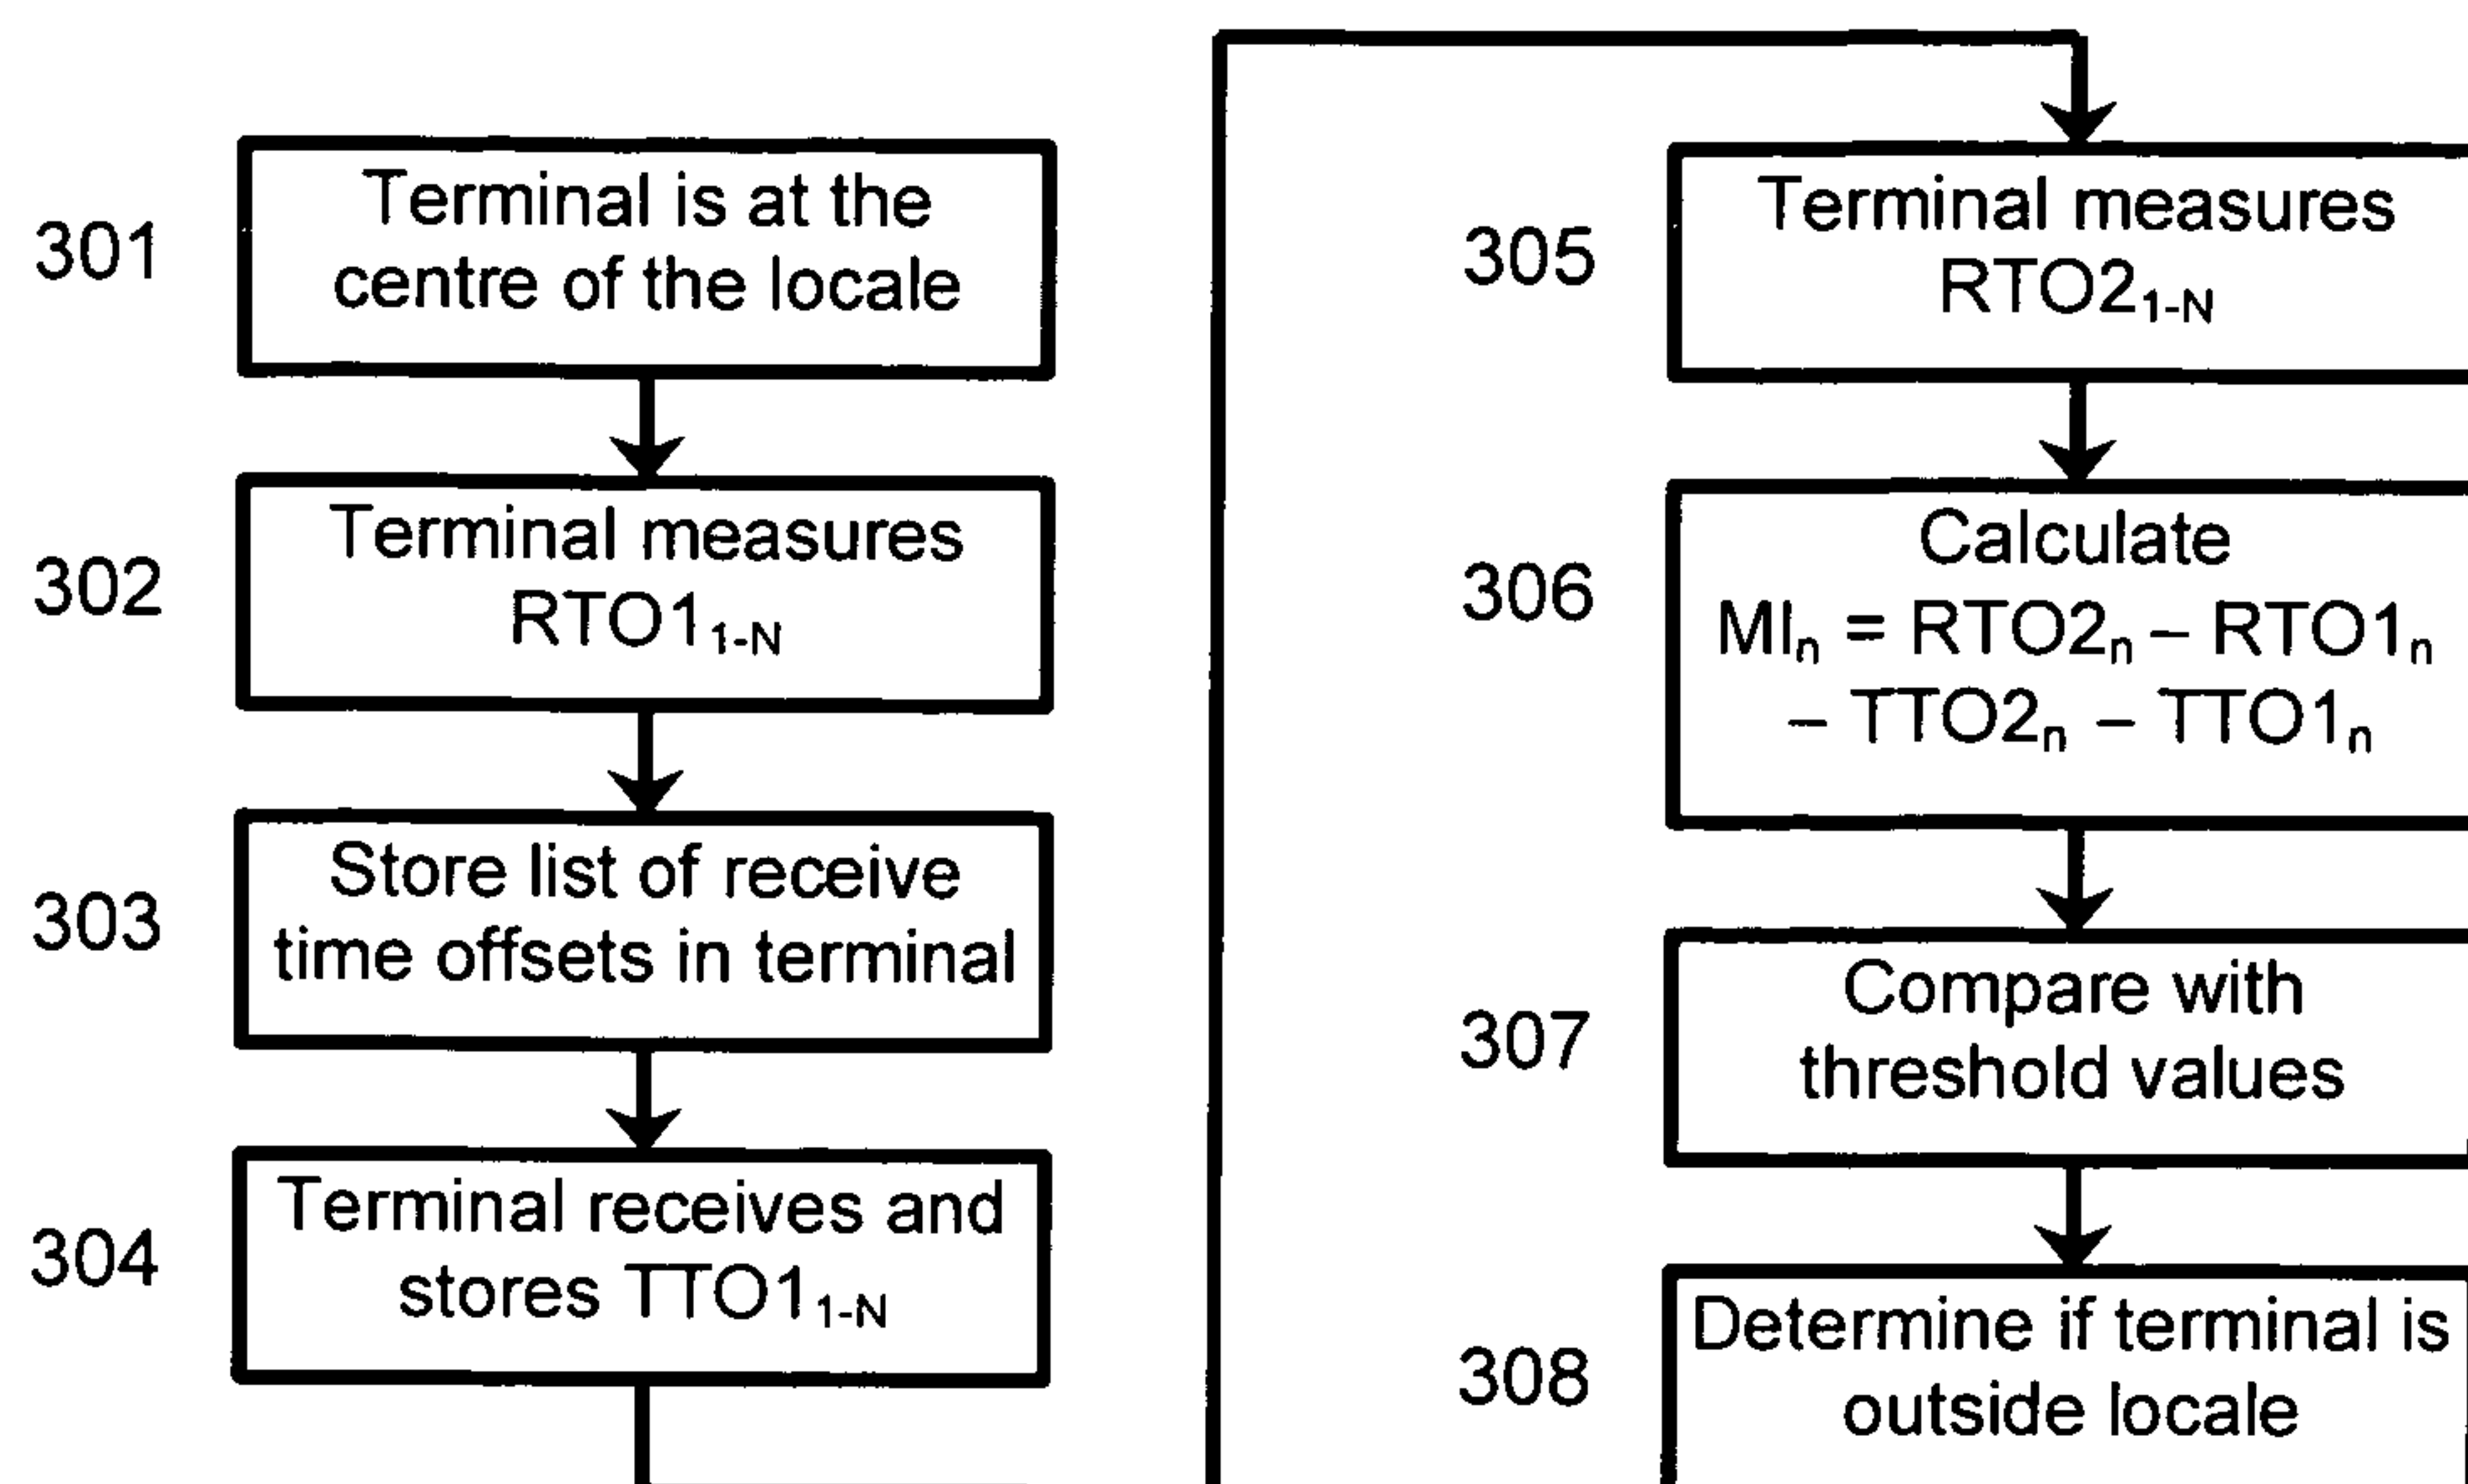 301
Terminal is at the
centre of the locale
302
Terminal measures
RTO1₁₋N
303
Store list of receive
time offsets in terminal
304
Terminal receives and
stores TTO1₁₋N
305
Terminal measures
RTO2₁₋N
306
Calculate
MIₙ = RTO2ₙ – RTO1ₙ
– TTO2ₙ – TTO1ₙ
307
Compare with
threshold values
308
Determine if terminal is
outside locale